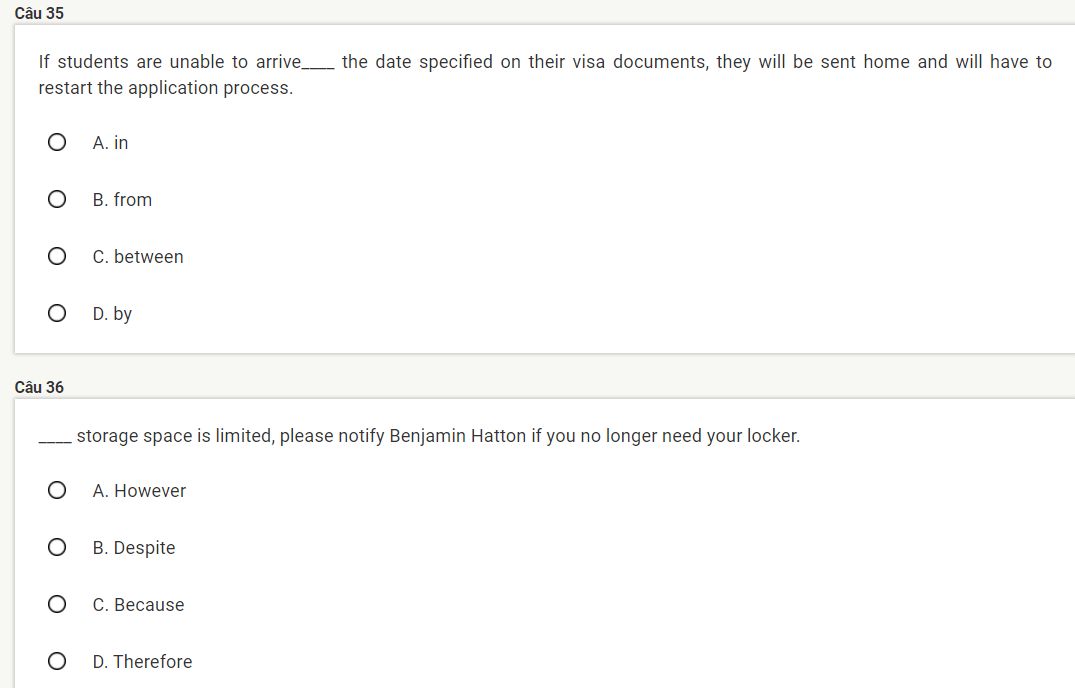 Câu 35
If students are unable to arrive____ the date specified on their visa documents, they will be sent home and will have to
restart the application process.
A. in
B. from
C. between
D. by
Câu 36
____ storage space is limited, please notify Benjamin Hatton if you no longer need your locker.
A. However
B. Despite
C. Because
D. Therefore